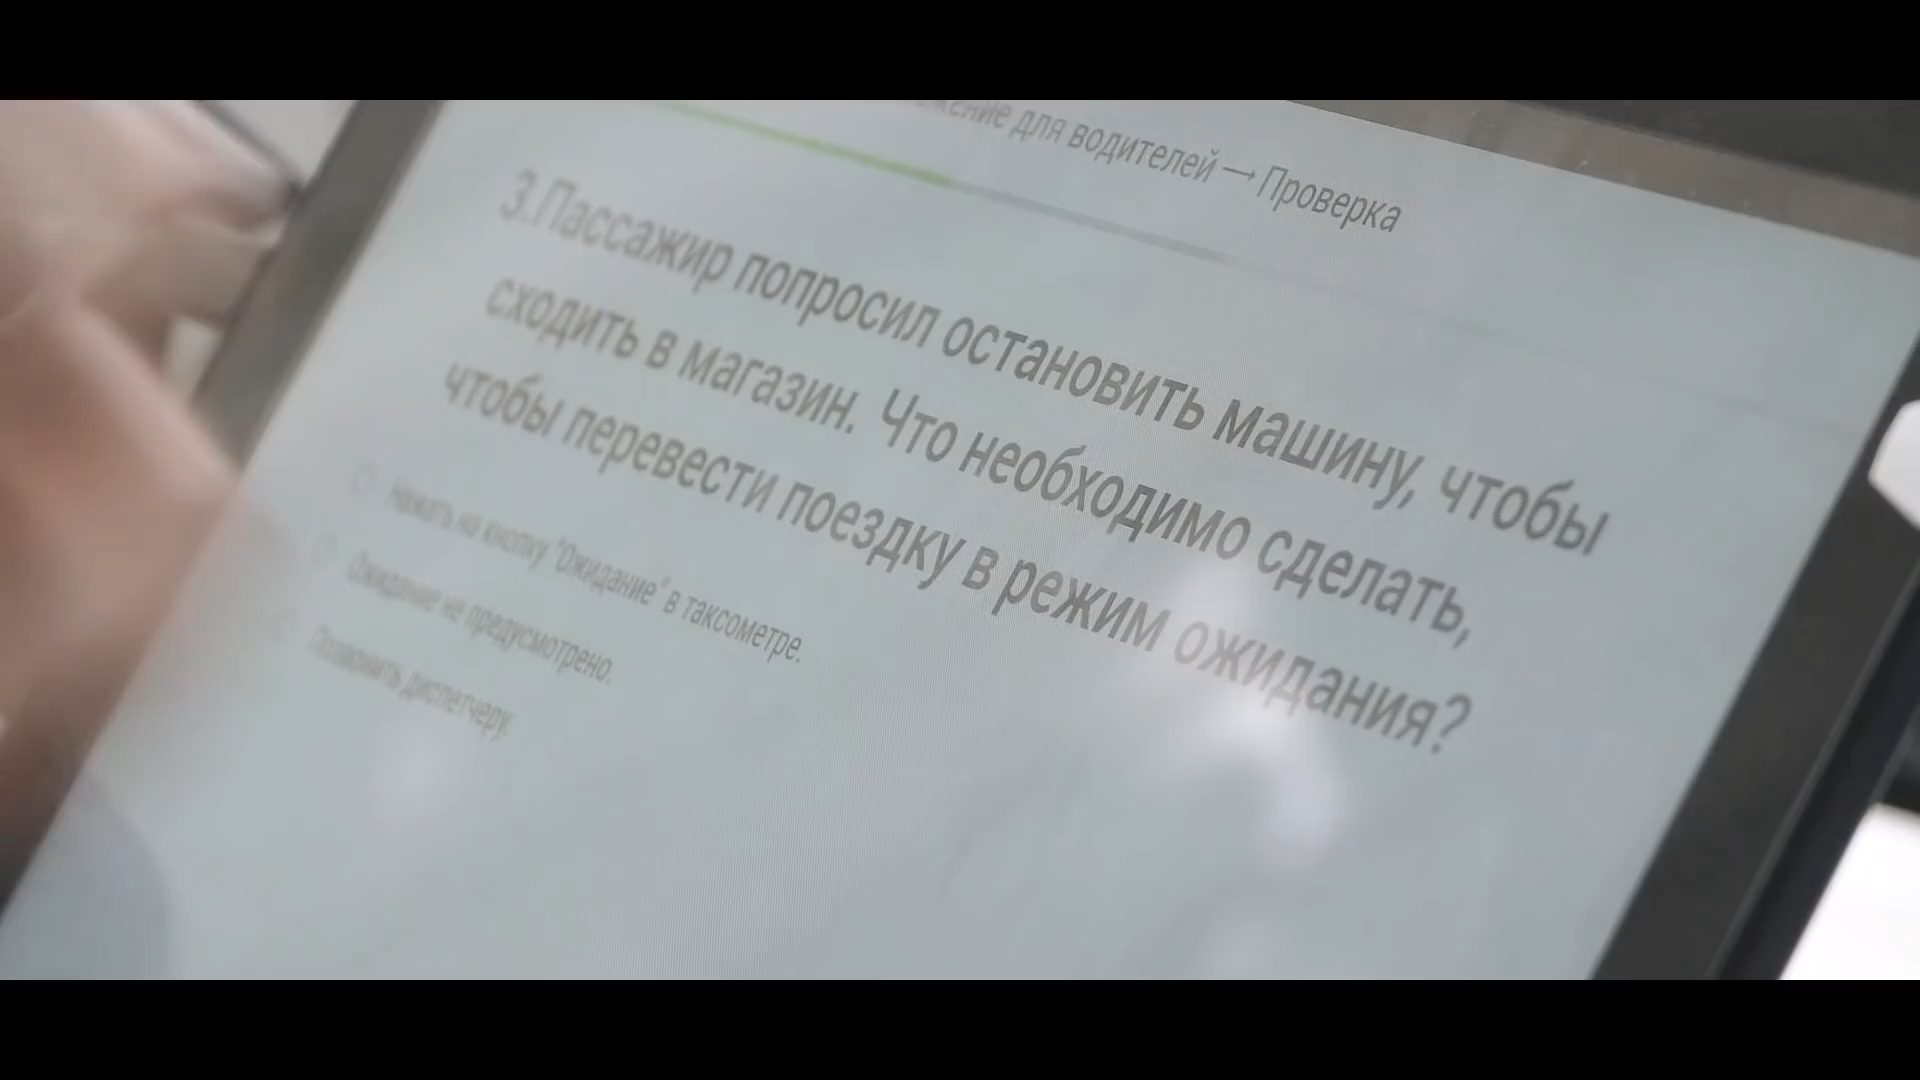 для водителей → Проверка
3.Пассажир попросил остановить машину, чтобы
сходить в магазин. Что необходимо сделать,
чтобы перевести поездку в режим ожидания?
Нажать на кнопку "Ожидание" в таксометре.
Ожидание не предусмотрено.
Позвонить диспетчеру.